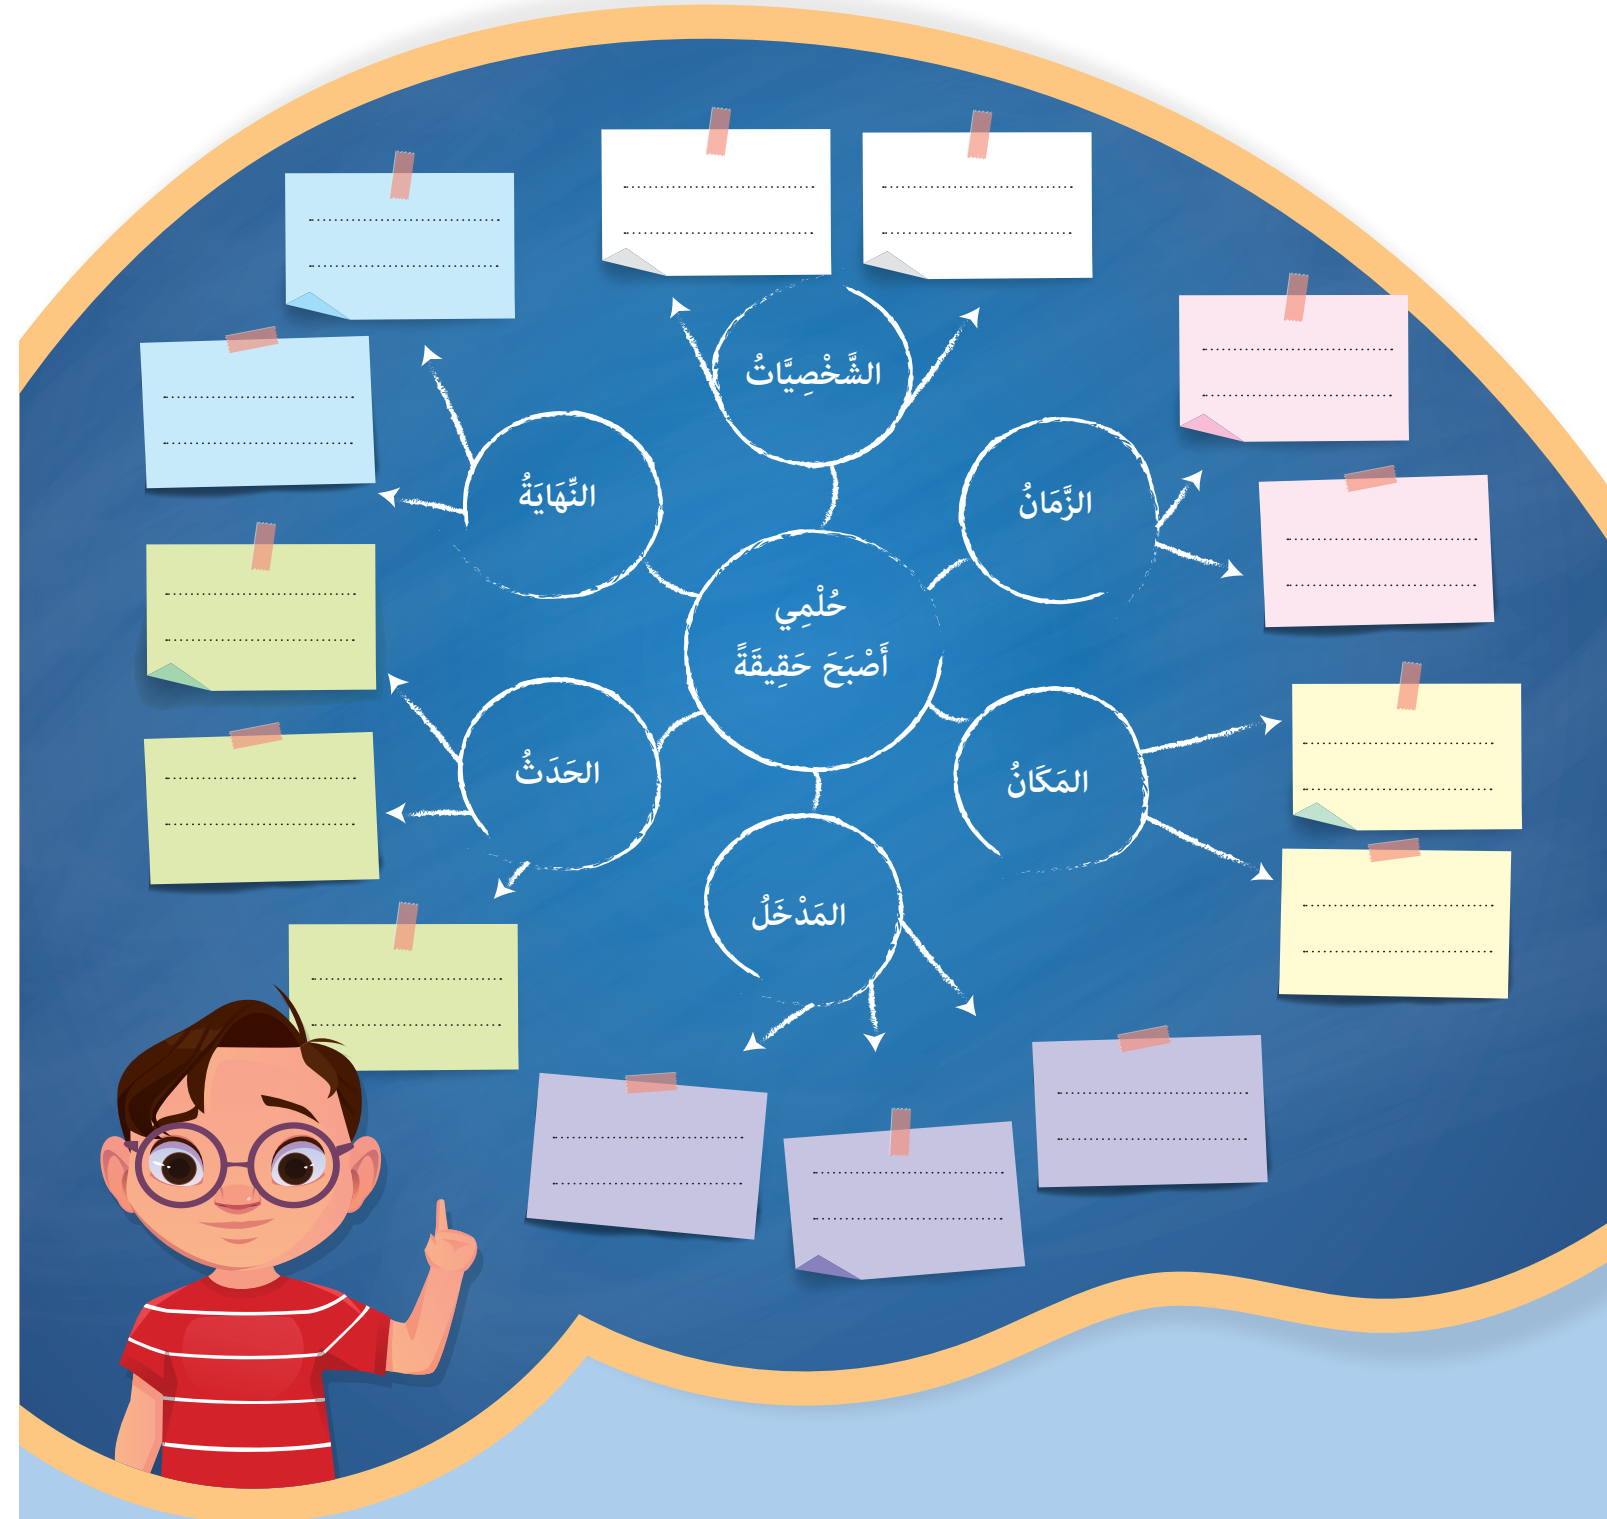 الشَّخْصِيَّاتُ
الزَّمَانُ
النِّهَايَةُ
حُلْمِي
أَصْبَحَ حَقِيقَةً
المَكَانُ
الحَدَثُ
المَدْخَلُ